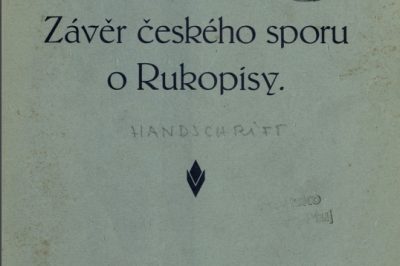 Závěr českého sporu
o Rukopisy.
HANDSCHRIFT